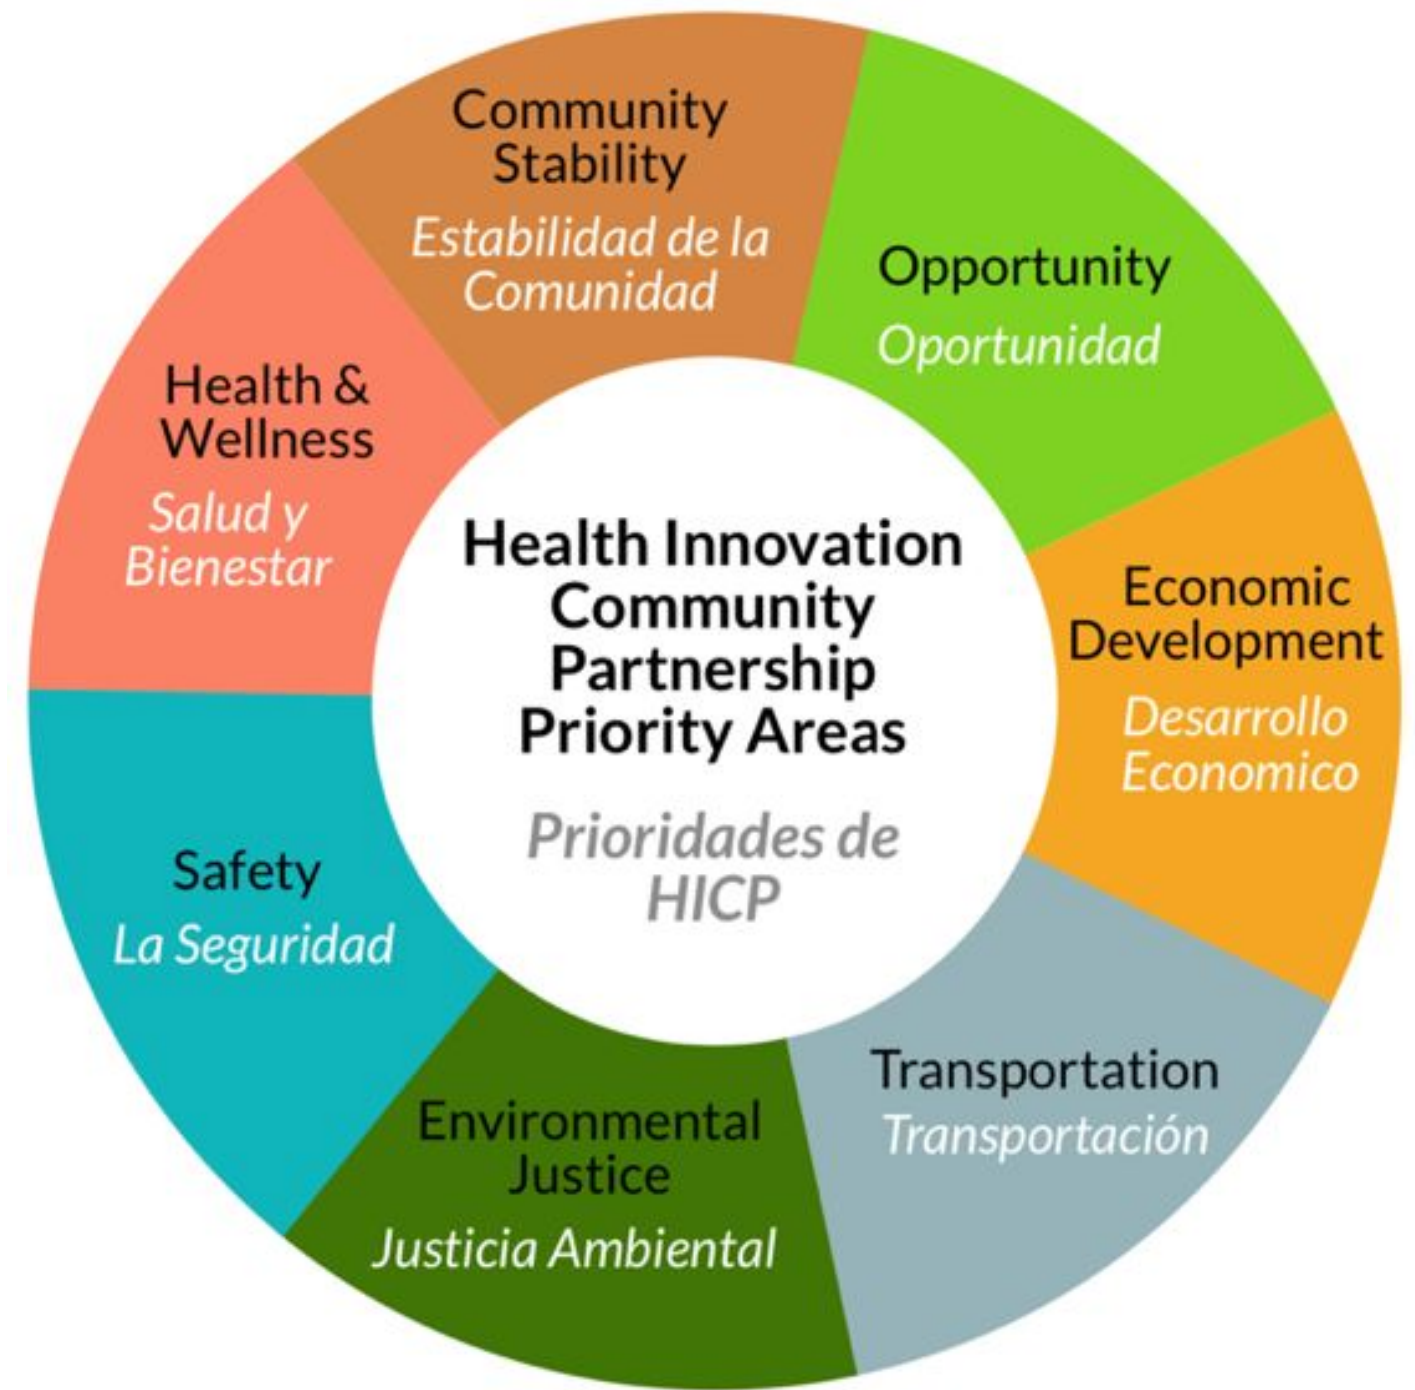 Community
Stability
Estabilidad de la
Comunidad
Opportunity
Oportunidad
Economic
Development
Desarrollo
Economico
Transportation
Transportación
Environmental
Justice
Justicia Ambiental
Safety
La Seguridad
Health &
Wellness
Salud y
Bienestar
Health Innovation
Community
Partnership
Priority Areas
Prioridades de
HICP